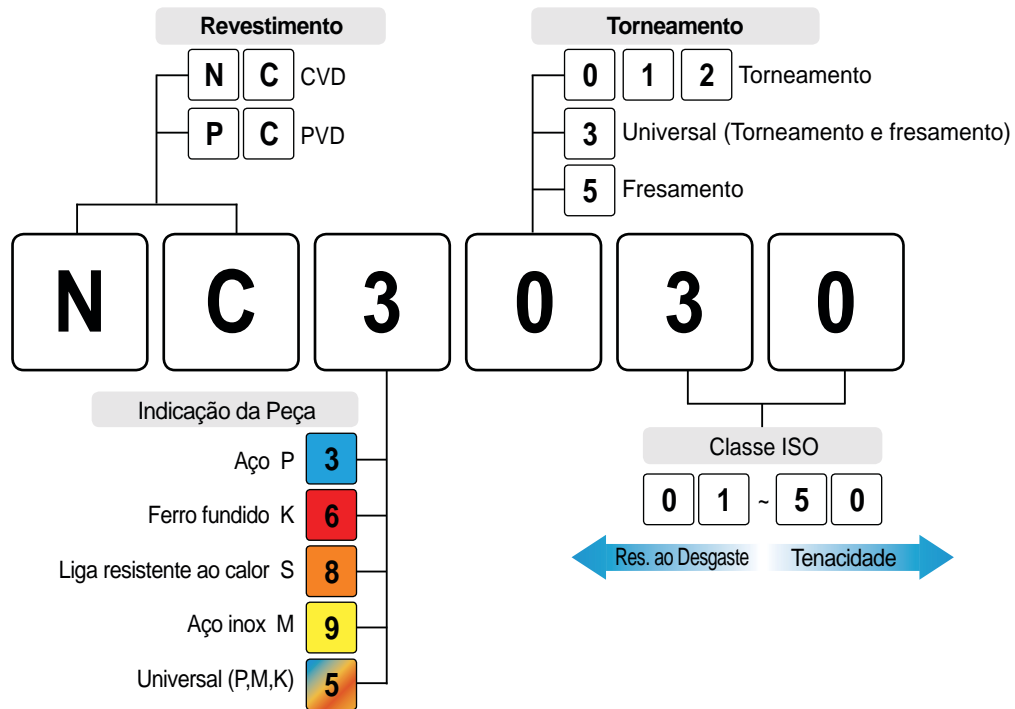 Revestimento
N C CVD
P C PVD
Torneamento
0 1 2 Torneamento
3 Universal (Torneamento e fresamento)
5 Fresamento
N C 3 0 3 0
Indicação da Peça
Aço P 3
Ferro fundido K 6
Liga resistente ao calor S 8
Aço inox M 9
Universal (P,M,K) 5
Classe ISO
0 1 ~ 5 0
Res. ao Desgaste Tenacidade